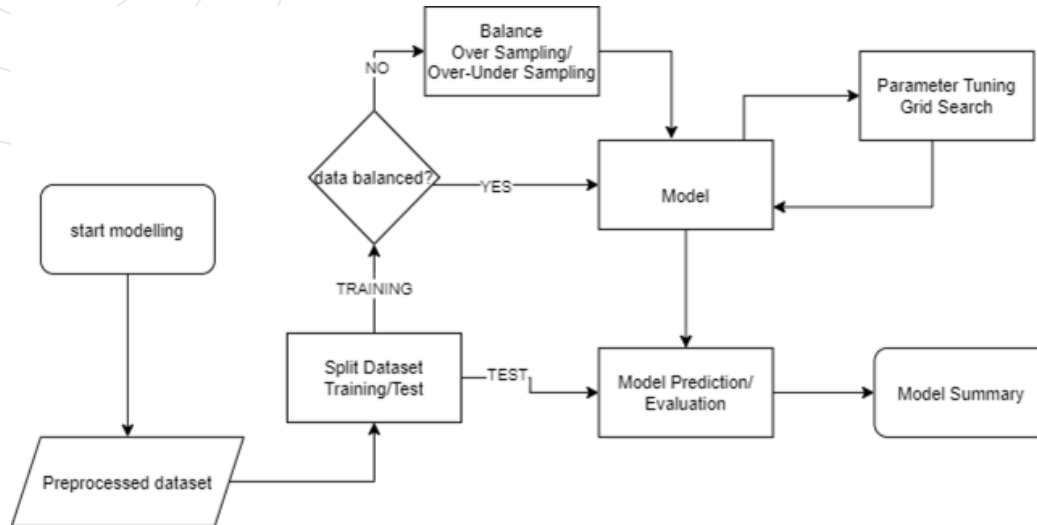 Balance
Over Sampling/
Over-Under Sampling
NO
Parameter Tuning
Grid Search
data balanced?
YES
Model
start modelling
TRAINING
Split Dataset
Training/Test
TEST
Model Prediction/
Evaluation
Model Summary
Preprocessed dataset